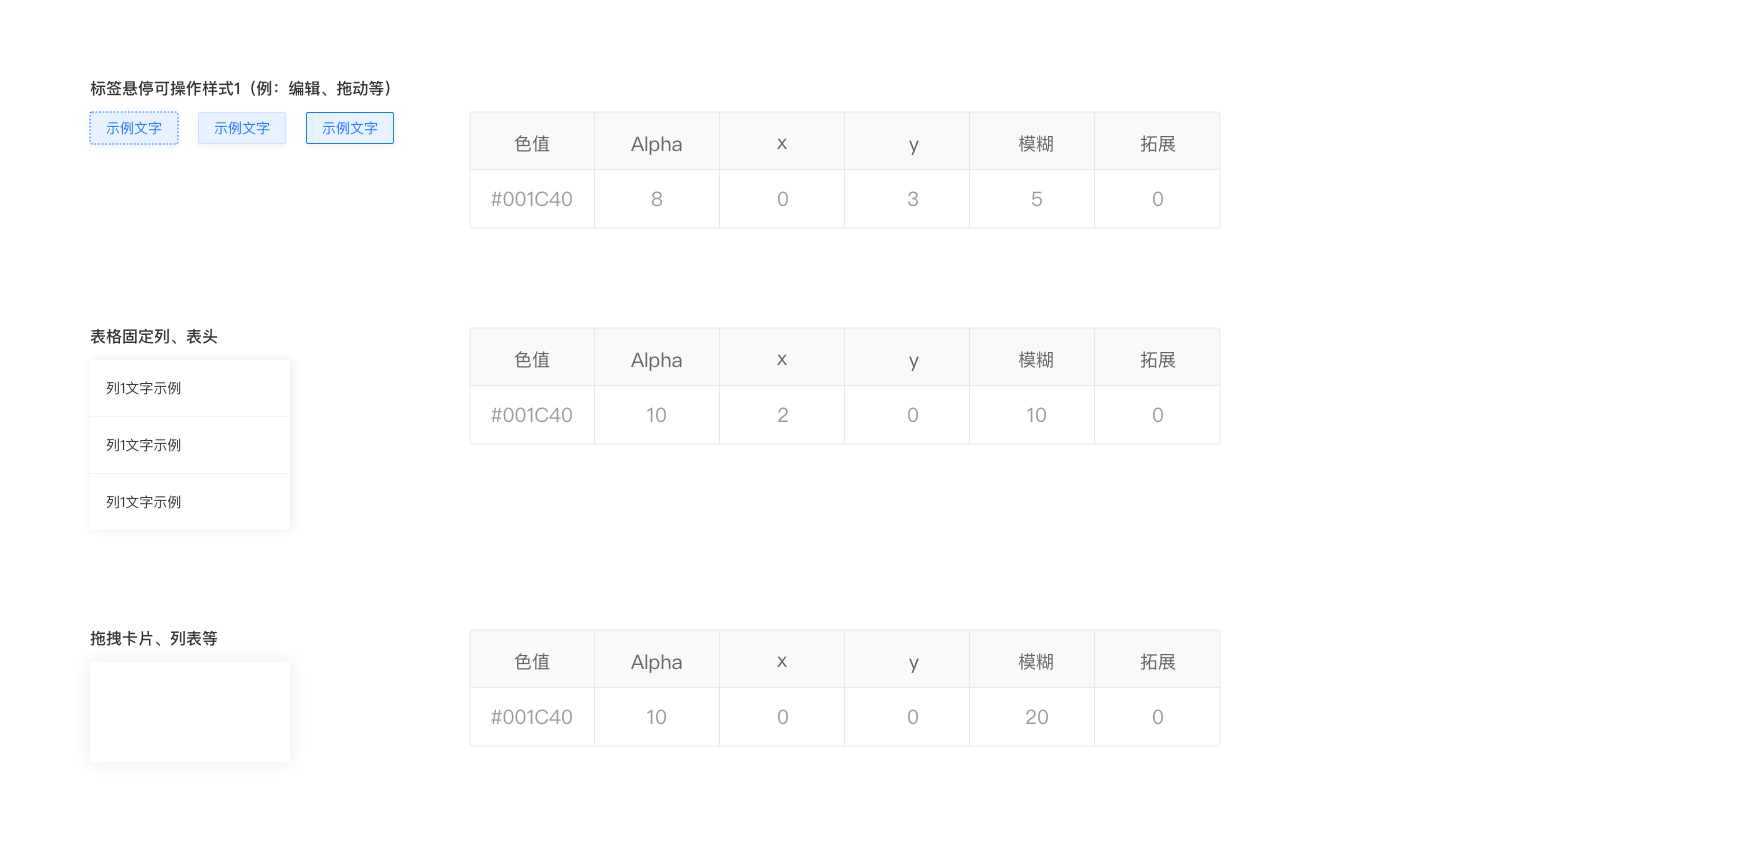 标签悬停可操作样式1（例：编辑、拖动等）
示例文字 示例文字 示例文字
色值 Alpha x y 模糊 拓展
#001C40 8 0 3 5 0
表格固定列、表头
列1文字示例
列1文字示例
列1文字示例
色值 Alpha x y 模糊 拓展
#001C40 10 2 0 10 0
拖拽卡片、列表等
色值 Alpha x y 模糊 拓展
#001C40 10 0 0 20 0